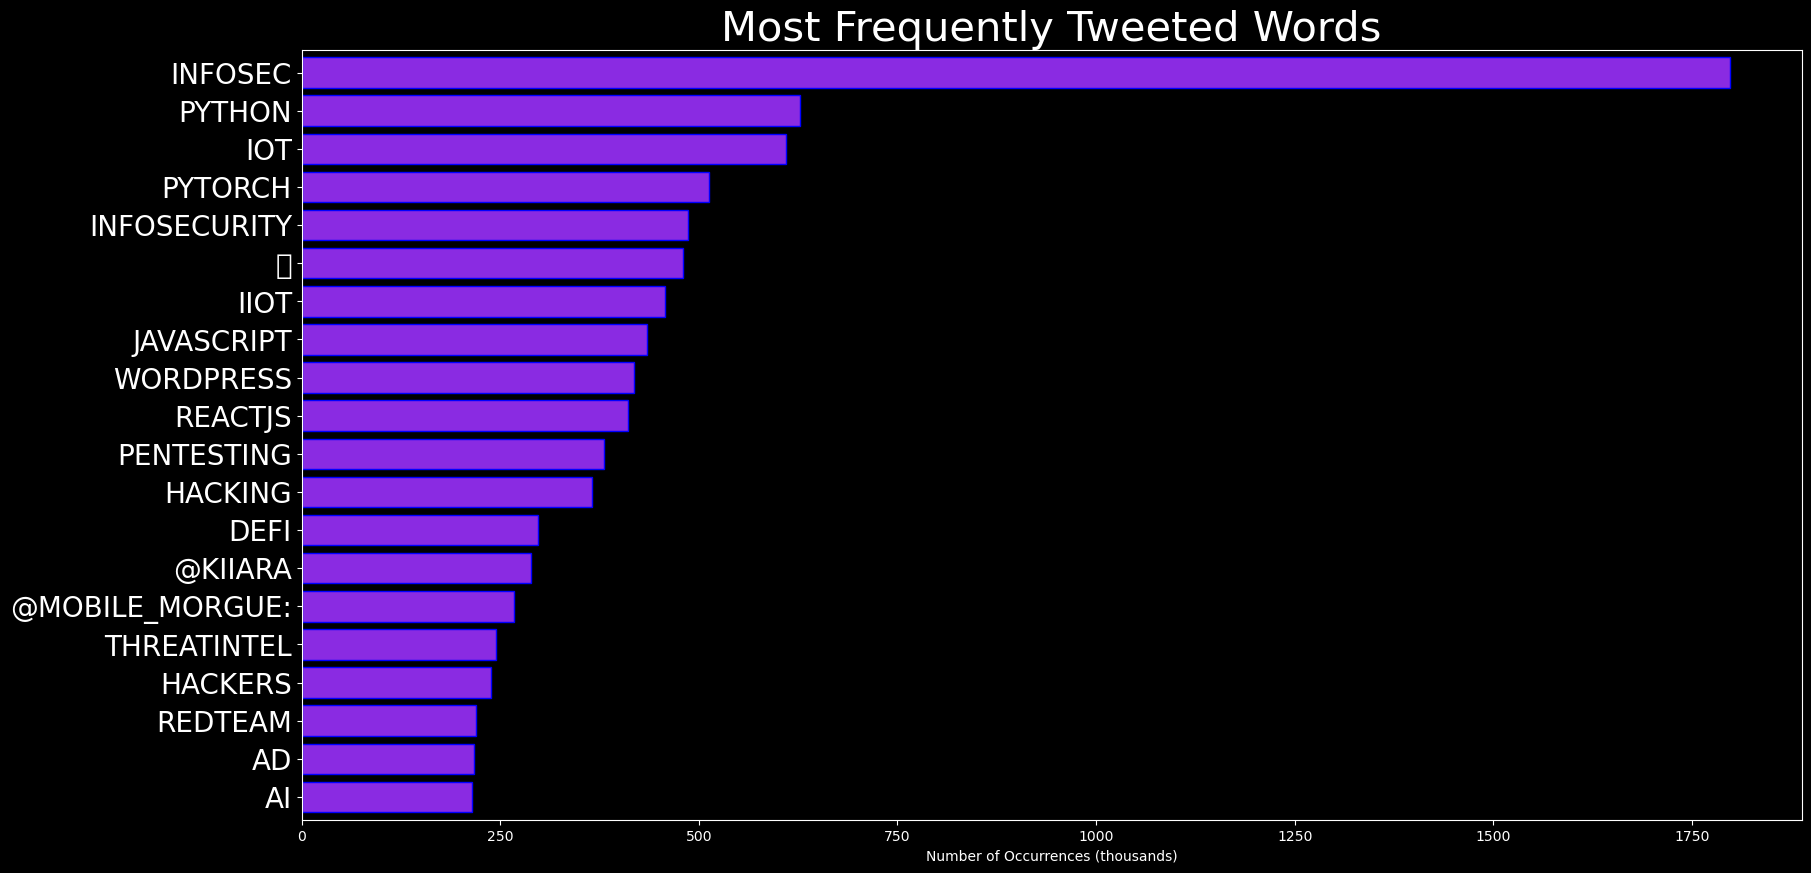 Most Frequently Tweeted Words
INFOSEC
PYTHON
IOT
PYTORCH
INFOSECURITY
IIOT
JAVASCRIPT
WORDPRESS
REACTJS
PENTESTING
HACKING
DEFI
@KIIARA
@MOBILE_MORGUE:
THREATINTEL
HACKERS
REDTEAM
AD
AI
0 250 500 750 1000 1250 1500 1750
Number of Occurrences (thousands)